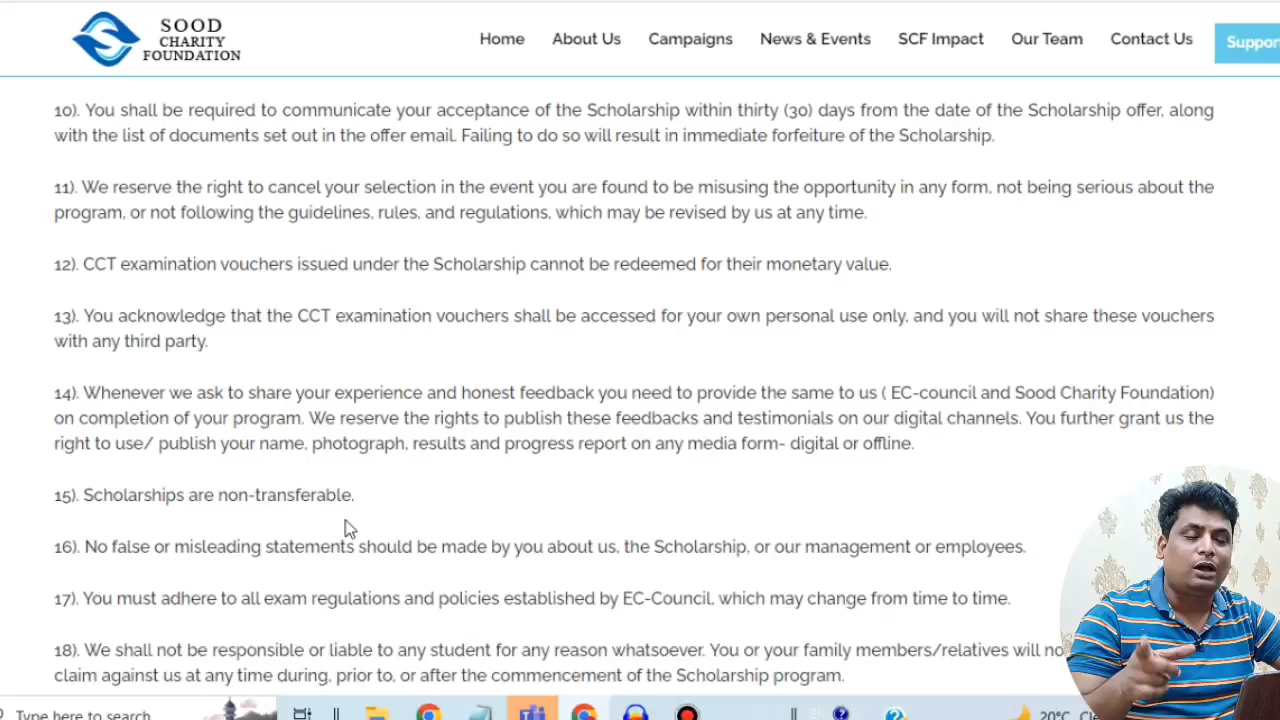 SOOD
CHARITY
FOUNDATION
Home About Us Campaigns News & Events SCF Impact Our Team Contact Us Suppor
10). You shall be required to communicate your acceptance of the Scholarship within thirty (30) days from the date of the Scholarship offer, along
with the list of documents set out in the offer email. Failing to do so will result in immediate forfeiture of the Scholarship.
11). We reserve the right to cancel your selection in the event you are found to be misusing the opportunity in any form, not being serious about the
program, or not following the guidelines, rules, and regulations, which may be revised by us at any time.
12). CCT examination vouchers issued under the Scholarship cannot be redeemed for their monetary value.
13). You acknowledge that the CCT examination vouchers shall be accessed for your own personal use only, and you will not share these vouchers
with any third party.
14). Whenever we ask to share your experience and honest feedback you need to provide the same to us ( EC-council and Sood Charity Foundation)
on completion of your program. We reserve the rights to publish these feedbacks and testimonials on our digital channels. You further grant us the
right to use/ publish your name, photograph, results and progress report on any media form- digital or offline.
15). Scholarships are non-transferable.
16). No false or misleading statements should be made by you about us, the Scholarship, or our management or employees.
17). You must adhere to all exam regulations and policies established by EC-Council, which may change from time to time.
18). We shall not be responsible or liable to any student for any reason whatsoever. You or your family members/relatives will no
claim against us at any time during, prior to, or after the commencement of the Scholarship program.
Type here to search 20°C